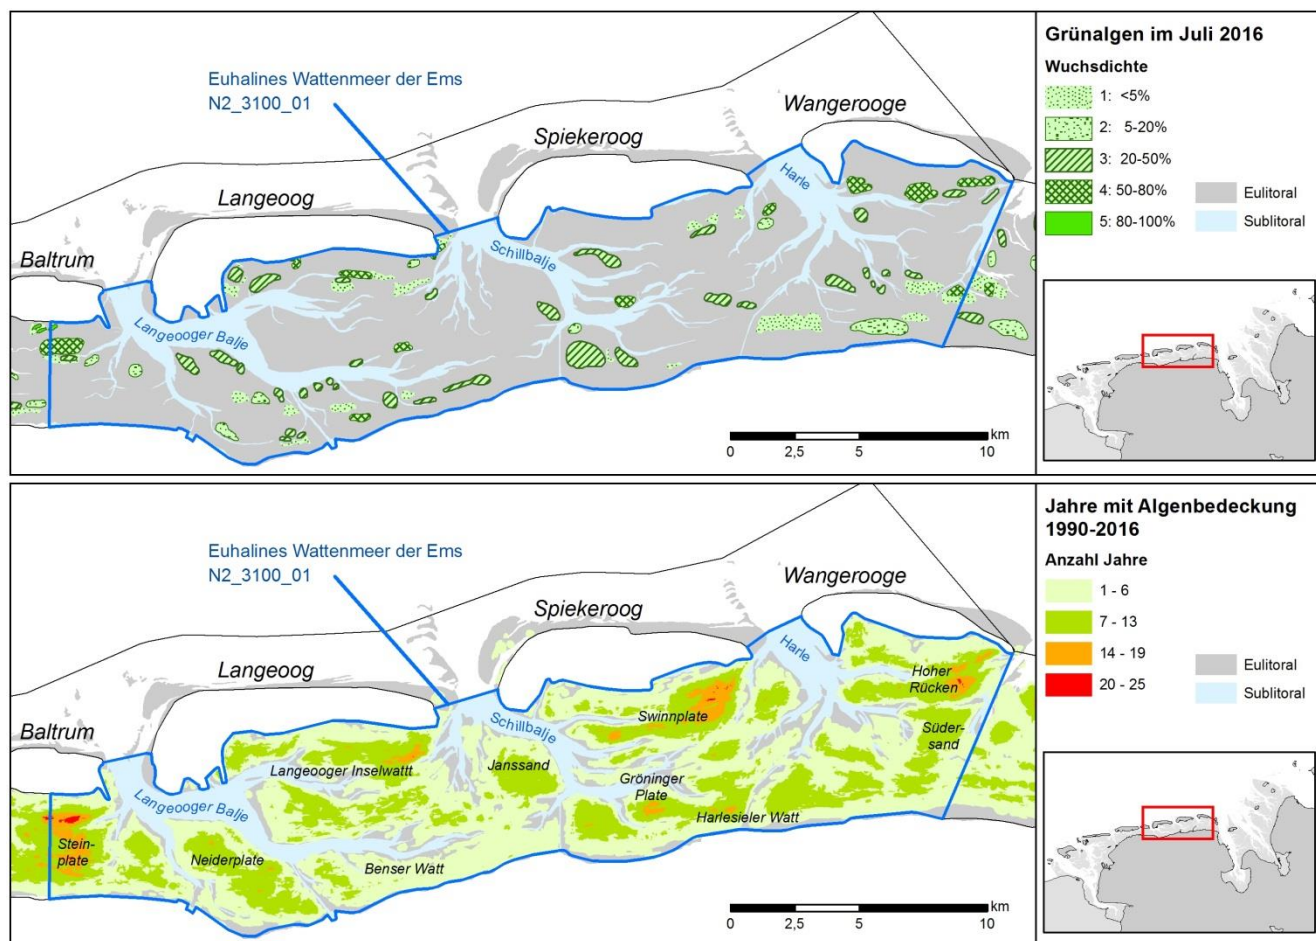 Euhalines Wattenmeer der Ems
N2_3100_01
Wangerooge
Spiekeroog
Langeoog
Baltrum
Harle
Schillbalje
Langeooger Balje
km
0
2,5
5
10
Grünalgen im Juli 2016
Wuchsdichte
1: <5%
2: 5-20%
3: 20-50%
4: 50-80%
5: 80-100%
Eulitoral
Sublitoral
Euhalines Wattenmeer der Ems
N2_3100_01
Wangerooge
Spiekeroog
Langeoog
Baltrum
Harle
Hoher
Rücken
Swinnplate
Süder-
sand
Schillbalje
Langeooger Inselwattt
Janssand
Gröninger
Plate
Langeooger Balje
Harlesieler Watt
Stein-
plate
Neiderplate
Benser Watt
km
0
2,5
5
10
Jahre mit Algenbedeckung
1990-2016
Anzahl Jahre
1 - 6
7 - 13
14 - 19
20 - 25
Eulitoral
Sublitoral